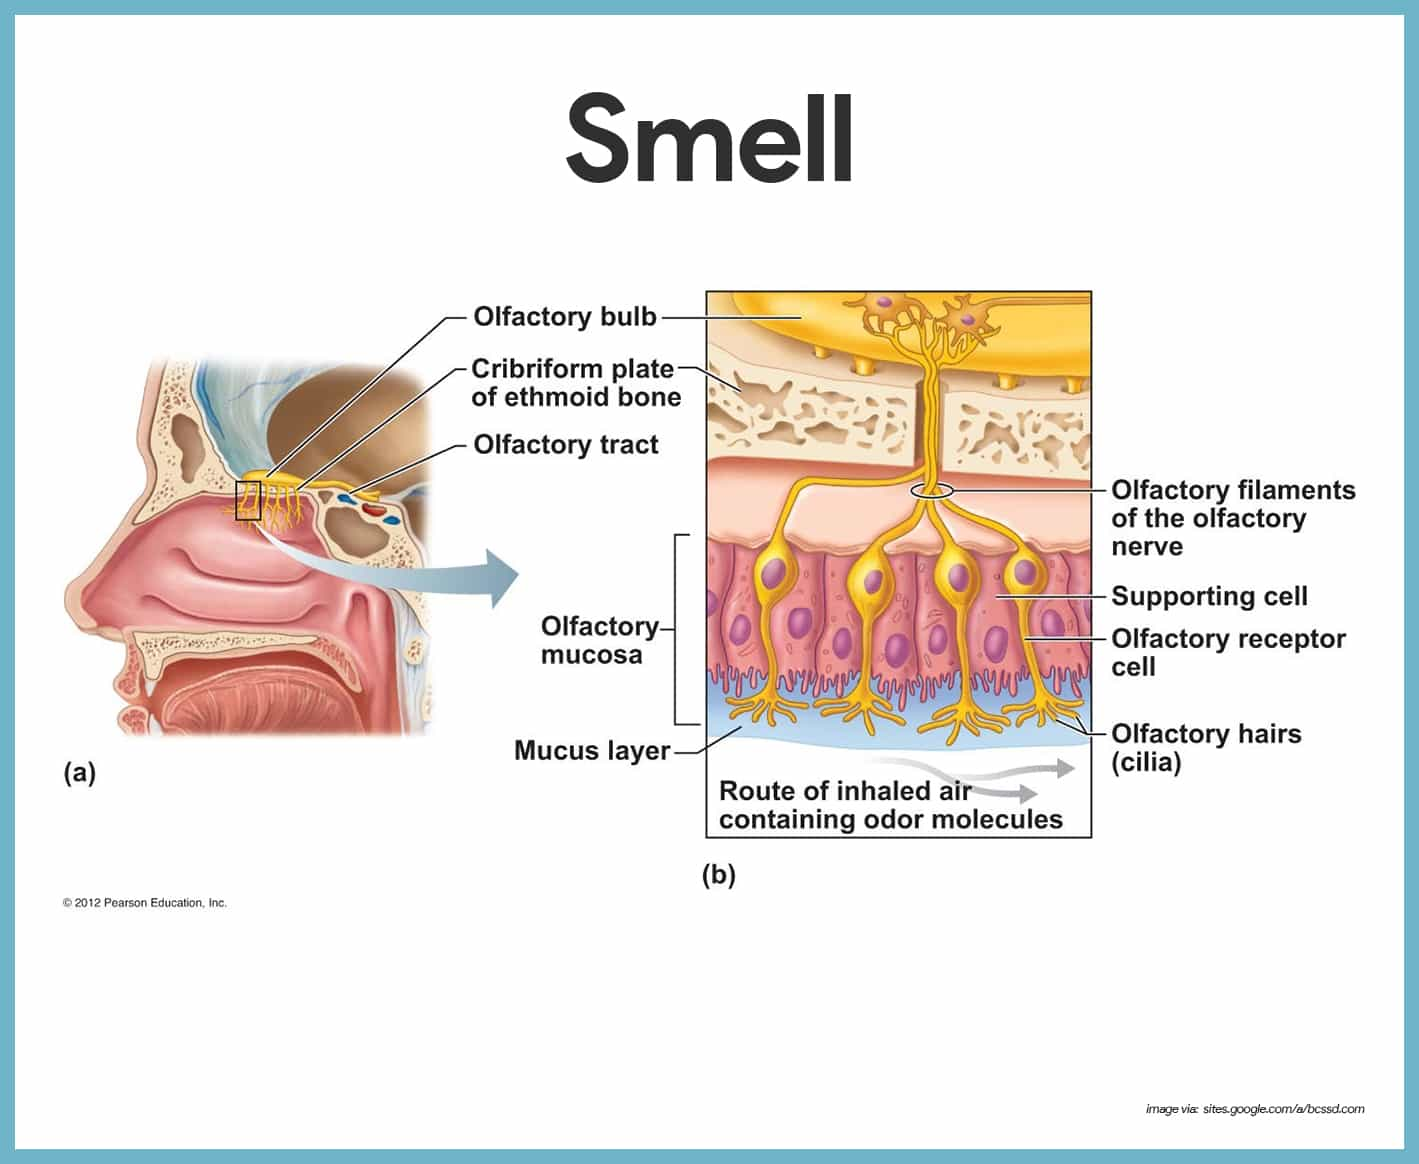 Smell
Olfactory bulb
Cribriform plate
of ethmoid bone
Olfactory tract
Olfactory filaments
of the olfactory
nerve
Supporting cell
Olfactory receptor
cell
Olfactory
mucosa
Olfactory hairs
(cilia)
Mucus layer
Route of inhaled air
containing odor molecules
(a)
(b)
© 2012 Pearson Education, Inc.
image via: sites.google.com/a/bcssd.com